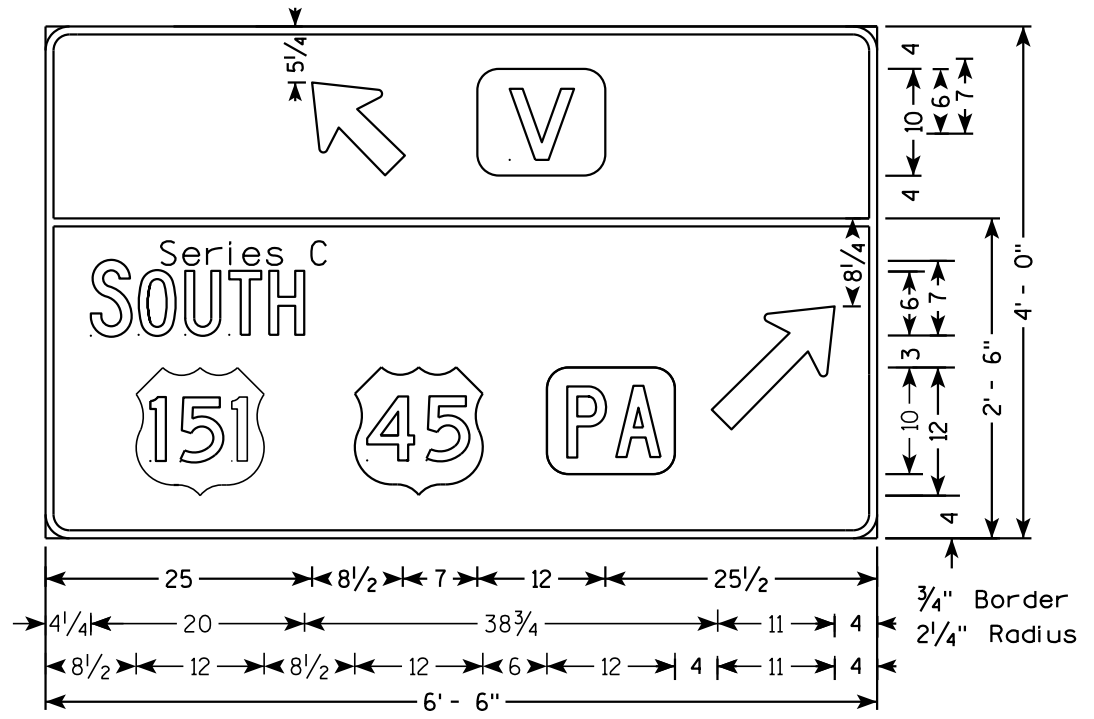 5¼
V
4
10
6
7
4
Series C
SOUTH
8¼
6
7
3
10
12
4
2' - 6"
4' - 0"
151
45
PA
25 8½ 7 12 25½
4¼ 20 38¾ 11 4
8½ 12 8½ 12 6 12 4 11 4
6' - 6"
¾" Border
2¼" Radius